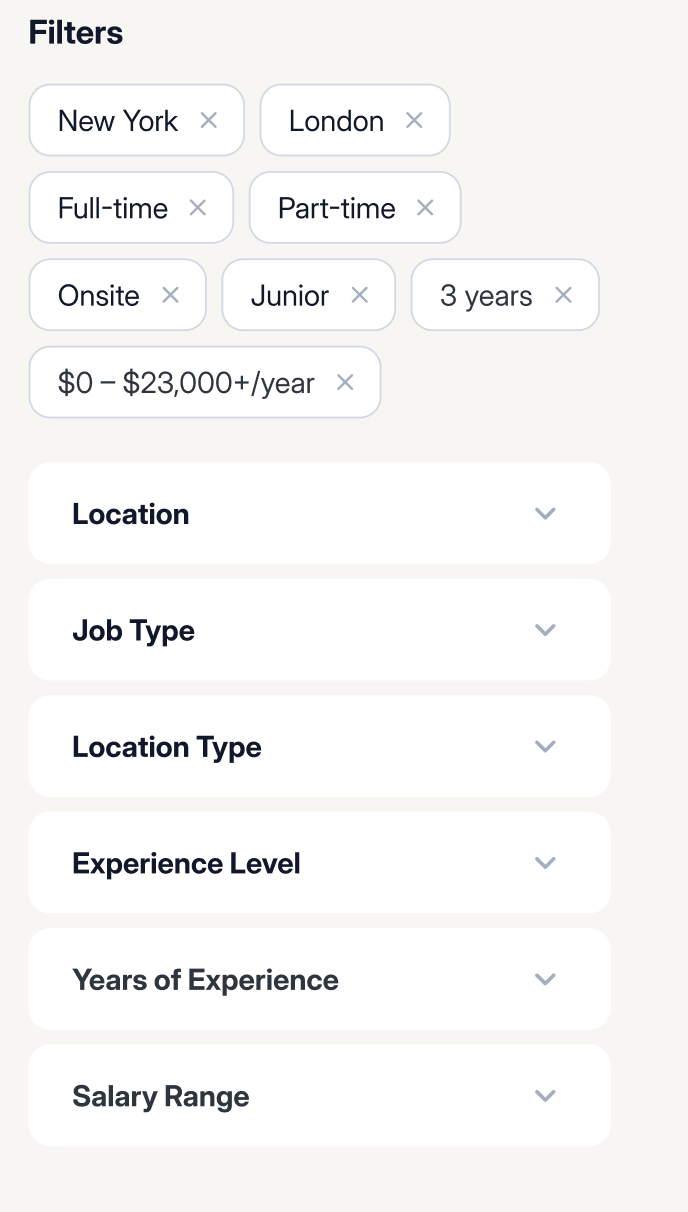 Filters
New York
London
Full-time
Part-time
Onsite
Junior
3 years
$0 – $23,000+/year
Location
Job Type
Location Type
Experience Level
Years of Experience
Salary Range